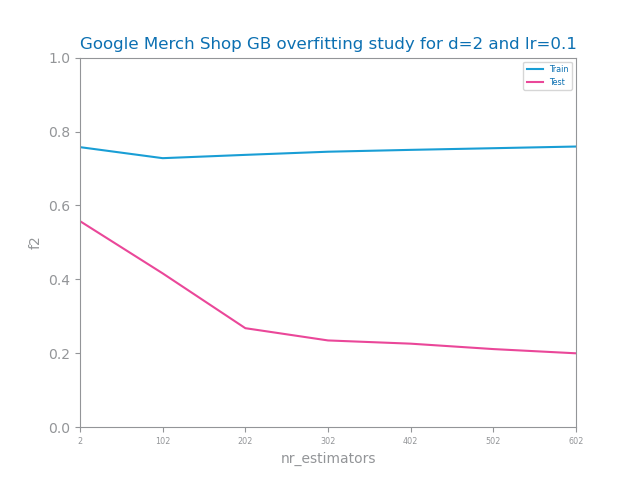 Google Merch Shop GB overfitting study for d=2 and lr=0.1
Train
Test
1.0
0.8
0.6
0.4
0.2
0.0
f2
2 102 202 302 402 502 602
nr_estimators